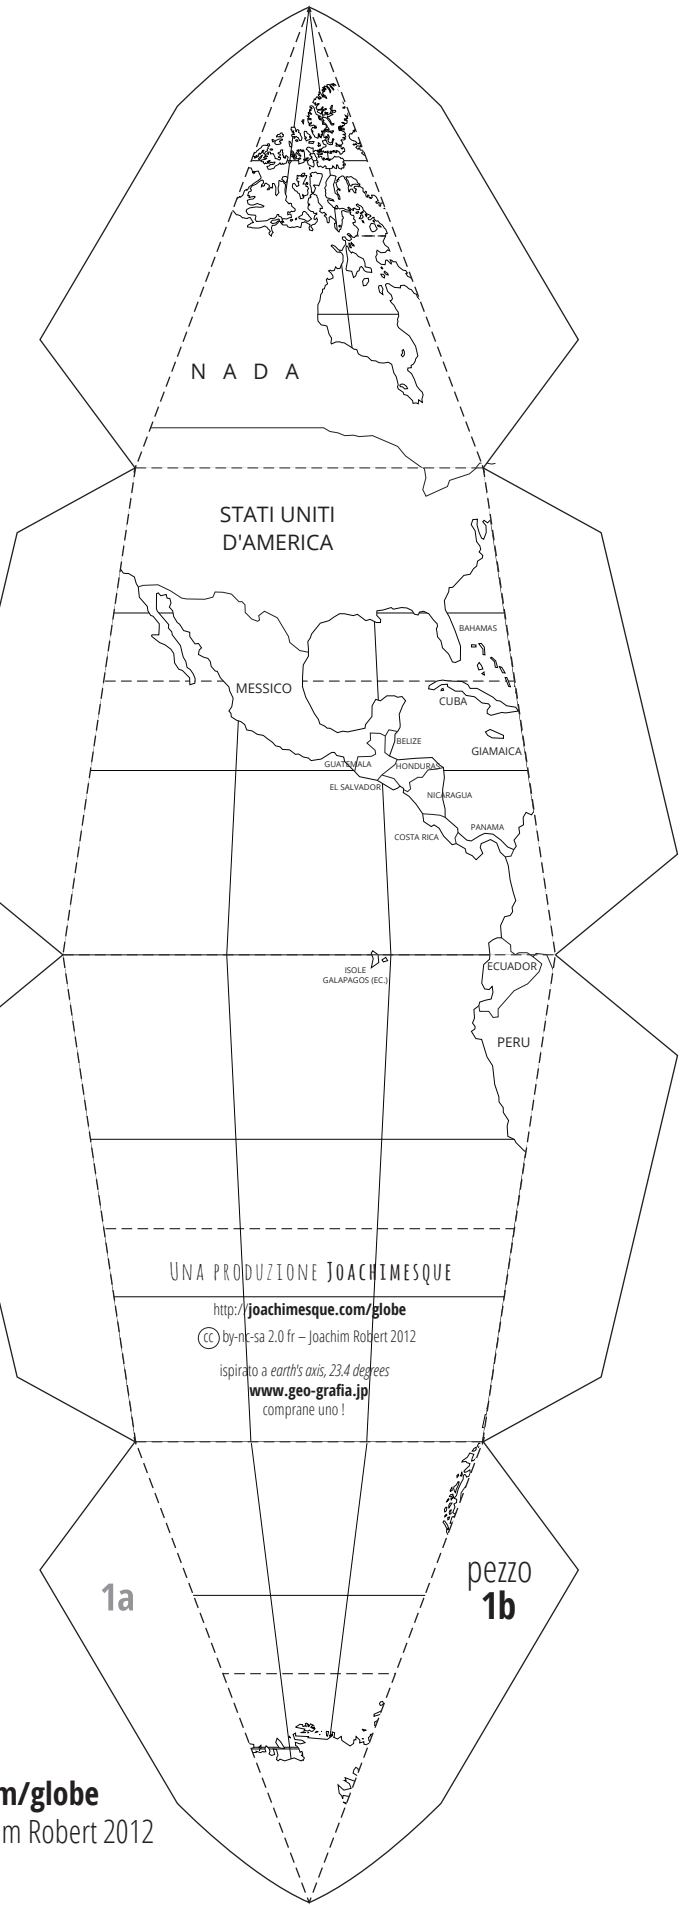 N A D A
STATI UNITI
D'AMERICA
BAHAMAS
MESSICO
CUBA
BELIZE
GIAMAICA
GUATEMALA
HONDURAS
EL SALVADOR
NICARAGUA
PANAMA
COSTA RICA
ECUADOR
ISOLE
GALAPAGOS (EC.)
PERU
UNA PRODUZIONE JOACHIMESQUE
http://joachimesque.com/globe
cc by-nc-sa 2.0 fr – Joachim Robert 2012
ispirato a earth's axis, 23.4 degrees
www.geo-grafia.jp
comprane uno !
1a
pezzo
1b
m/globe
m Robert 2012